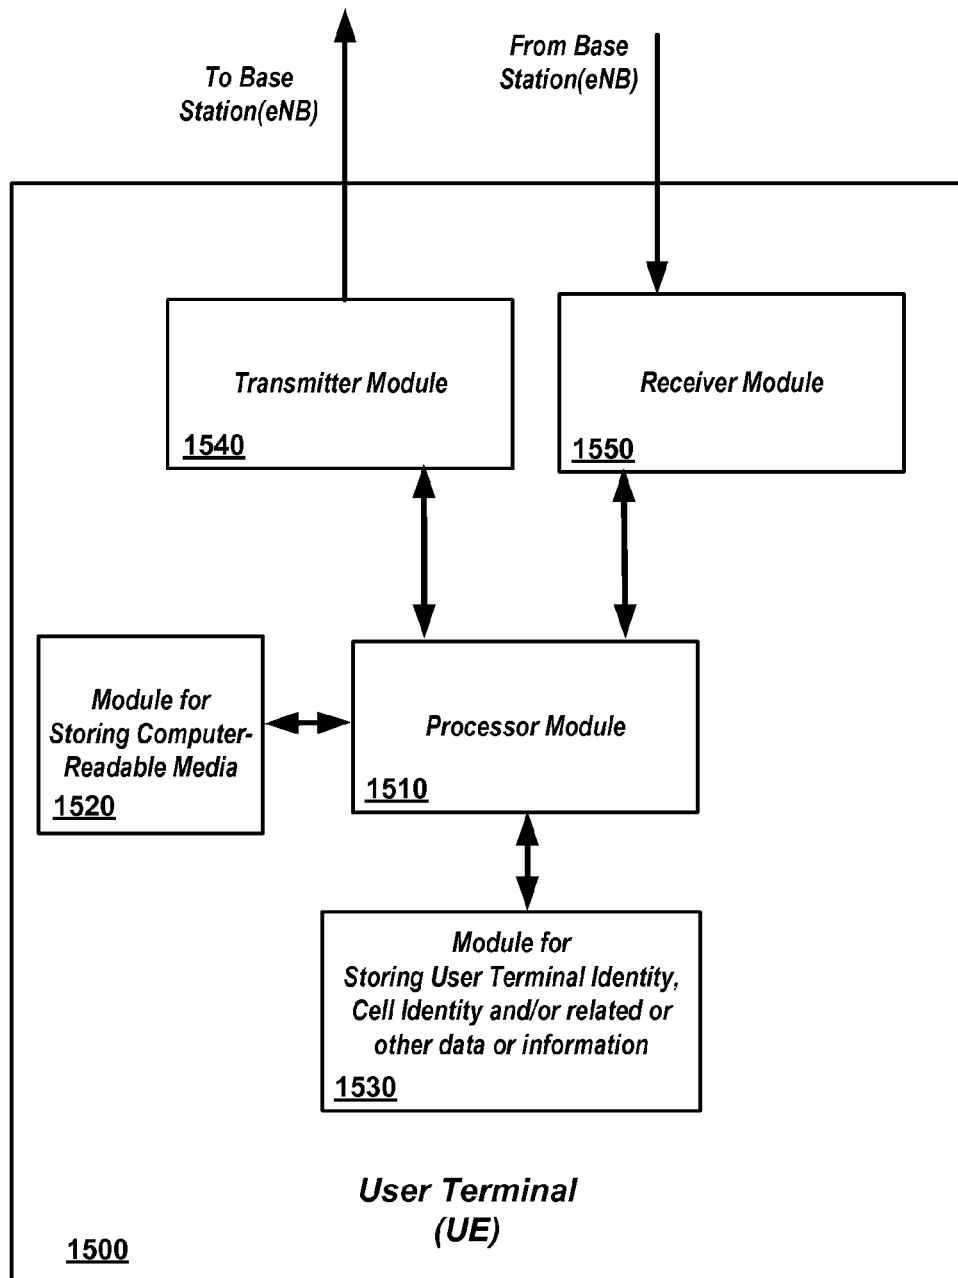 To Base
Station(eNB)
From Base
Station(eNB)
Transmitter Module
1540
Receiver Module
1550
Module for
Storing Computer-
Readable Media
1520
Processor Module
1510
Module for
Storing User Terminal Identity,
Cell Identity and/or related or
other data or information
1530
User Terminal
(UE)
1500